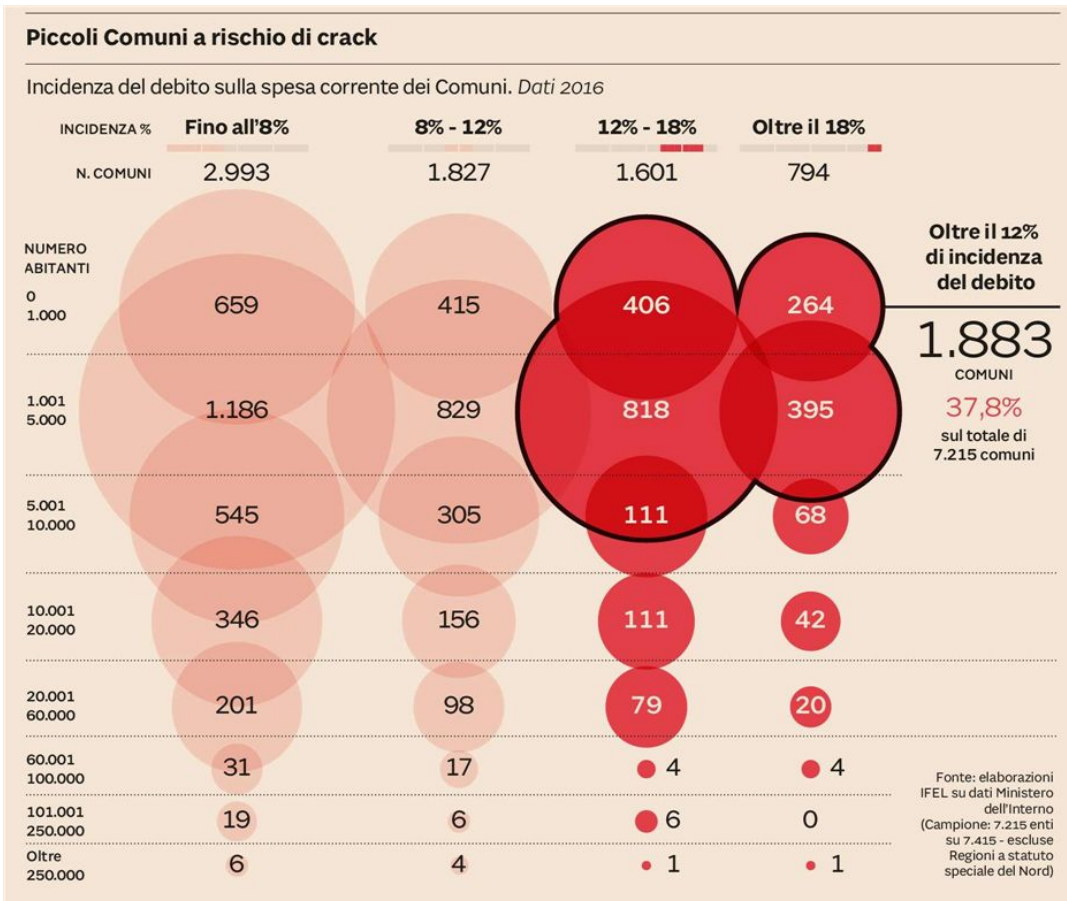 Piccoli Comuni a rischio di crack
Incidenza del debito sulla spesa corrente dei Comuni. Dati 2016
INCIDENZA % Fino all'8% 8% - 12% 12% - 18% Oltre il 18%
N. COMUNI 2.993 1.827 1.601 794
NUMERO
ABITANTI
0
1.000
659 415 406 264
1.001
5.000
1.186 829 818 395
5.001
10.000
545 305 111 68
10.001
20.000
346 156 111 42
20.001
60.000
201 98 79 20
60.001
100.000
31 17 4 4
101.001
250.000
19 6 6 0
Oltre
250.000
6 4 1 1
Oltre il 12%
di incidenza
del debito
1.883
COMUNI
37,8%
sul totale di
7.215 comuni
Fonte: elaborazioni
IFEL su dati Ministero
dell'Interno
(Campione: 7.215 enti
su 7.415 - escluse
Regioni a statuto
speciale del Nord)